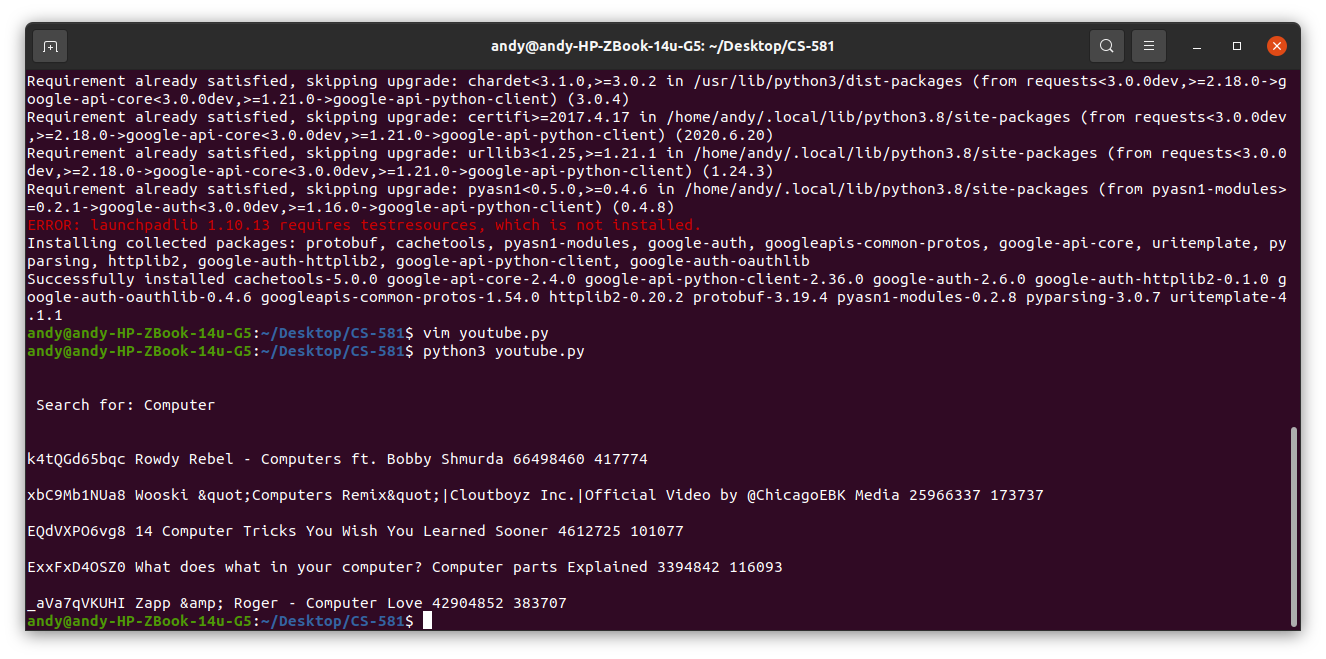 andy@andy-HP-ZBook-14u-G5: ~/Desktop/CS-581
Requirement already satisfied, skipping upgrade: chardet<3.1.0,>=3.0.2 in /usr/lib/python3/dist-packages (from requests<3.0.0dev,>=2.18.0->g
oogle-api-core<3.0.0dev,>=1.21.0->google-api-python-client) (3.0.4)
Requirement already satisfied, skipping upgrade: certifi>=2017.4.17 in /home/andy/.local/lib/python3.8/site-packages (from requests<3.0.0dev
,>=2.18.0->google-api-core<3.0.0dev,>=1.21.0->google-api-python-client) (2020.6.20)
Requirement already satisfied, skipping upgrade: urllib3<1.25,>=1.21.1 in /home/andy/.local/lib/python3.8/site-packages (from requests<3.0.0
dev,>=2.18.0->google-api-core<3.0.0dev,>=1.21.0->google-api-python-client) (1.24.3)
Requirement already satisfied, skipping upgrade: pyasn1<0.5.0,>=0.4.6 in /home/andy/.local/lib/python3.8/site-packages (from pyasn1-modules>
=0.2.1->google-auth<3.0.0dev,>=1.16.0->google-api-python-client) (0.4.8)
ERROR: launchpadlib 1.10.13 requires testresources, which is not installed.
Installing collected packages: protobuf, cachetools, pyasn1-modules, google-auth, googleapis-common-protos, google-api-core, uritemplate, py
parsing, httplib2, google-auth-httplib2, google-api-python-client, google-auth-oauthlib
Successfully installed cachetools-5.0.0 google-api-core-2.4.0 google-api-python-client-2.36.0 google-auth-2.6.0 google-auth-httplib2-0.1.0 g
oogle-auth-oauthlib-0.4.6 googleapis-common-protos-1.54.0 httplib2-0.20.2 protobuf-3.19.4 pyasn1-modules-0.2.8 pyparsing-3.0.7 uritemplate-4
.1.1
andy@andy-HP-ZBook-14u-G5:~/Desktop/CS-581$ vim youtube.py
andy@andy-HP-ZBook-14u-G5:~/Desktop/CS-581$ python3 youtube.py
Search for: Computer
k4tQGd65bqc Rowdy Rebel - Computers ft. Bobby Shmurda 66498460 417774
xbC9Mb1NUa8 Wooski &quot;Computers Remix&quot;|Cloutboyz Inc.|Official Video by @ChicagoEBK Media 25966337 173737
EQdVXPO6vg8 14 Computer Tricks You Wish You Learned Sooner 4612725 101077
ExxFxD4OSZ0 What does what in your computer? Computer parts Explained 3394842 116093
_aVa7qVKUHI Zapp &amp; Roger - Computer Love 42904852 383707
andy@andy-HP-ZBook-14u-G5:~/Desktop/CS-581$